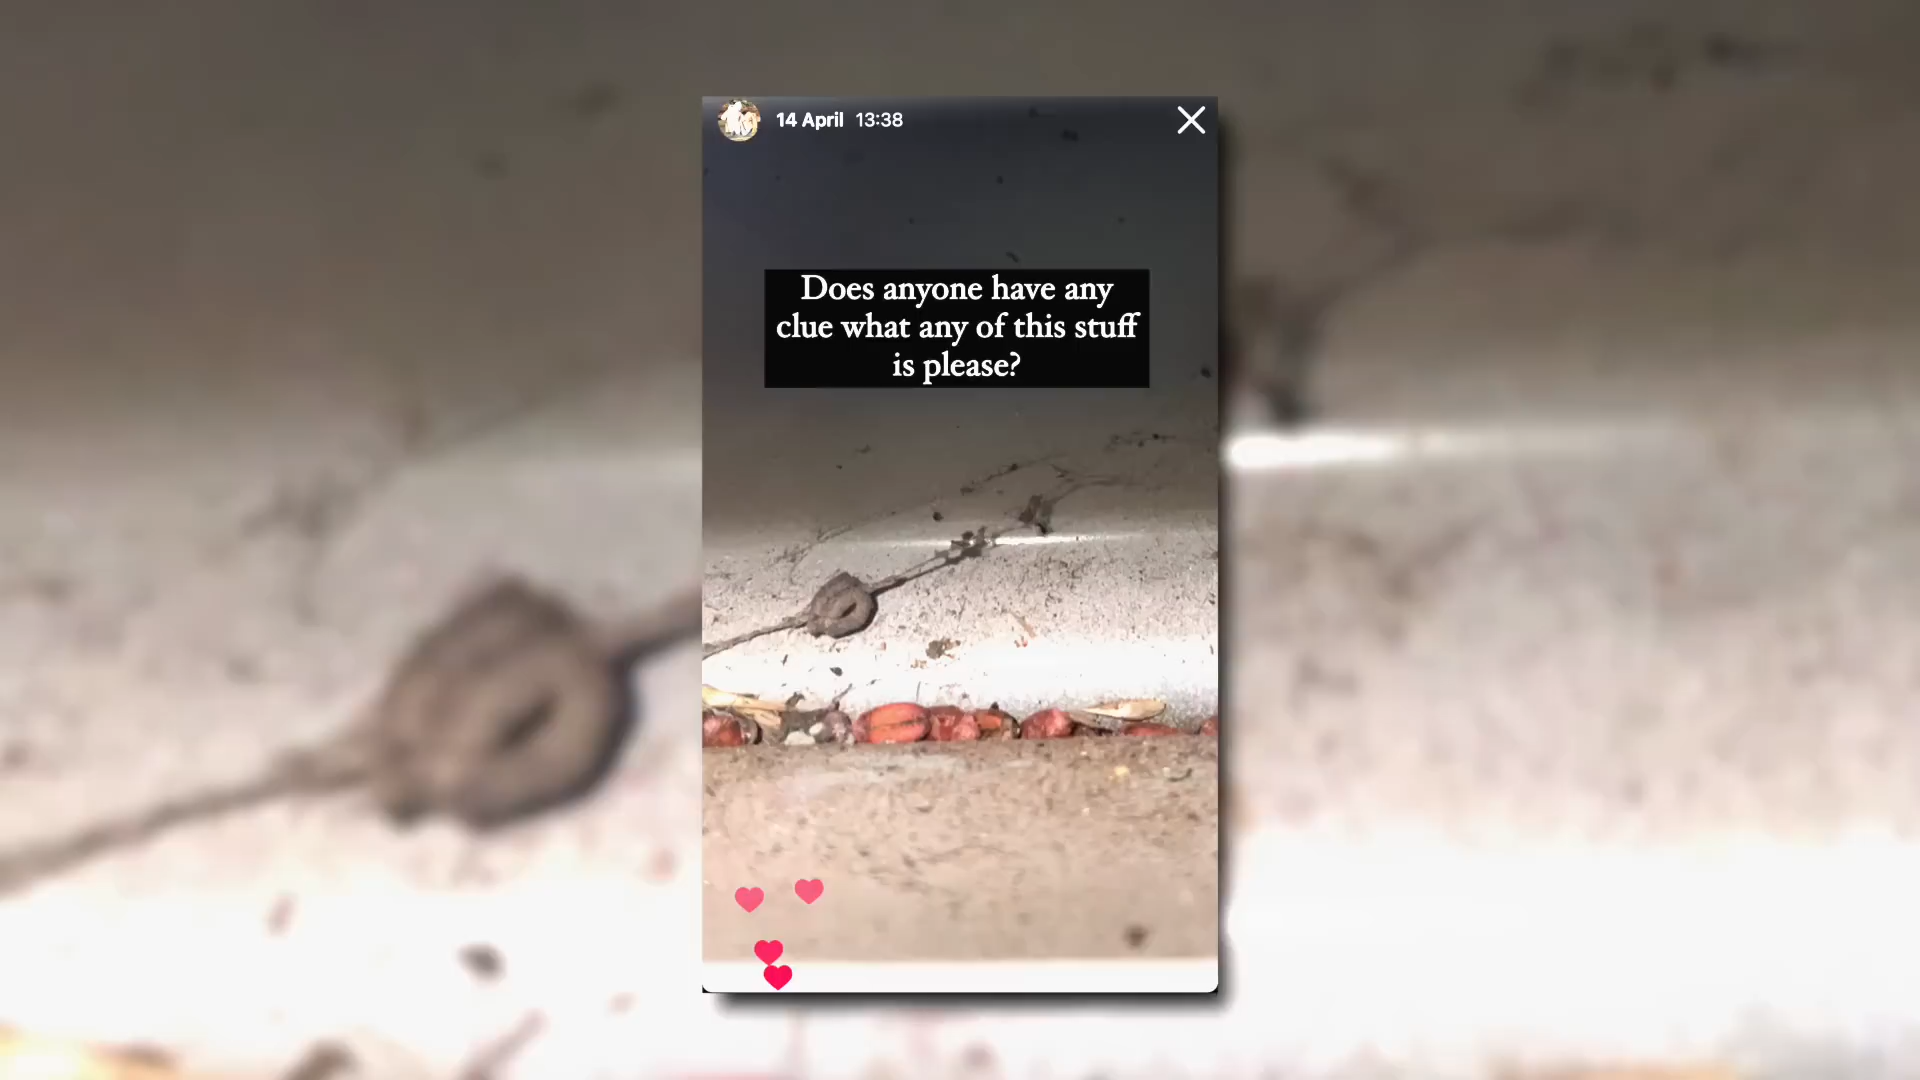 14 April 13:38
Does anyone have any
clue what any of this stuff
is please?